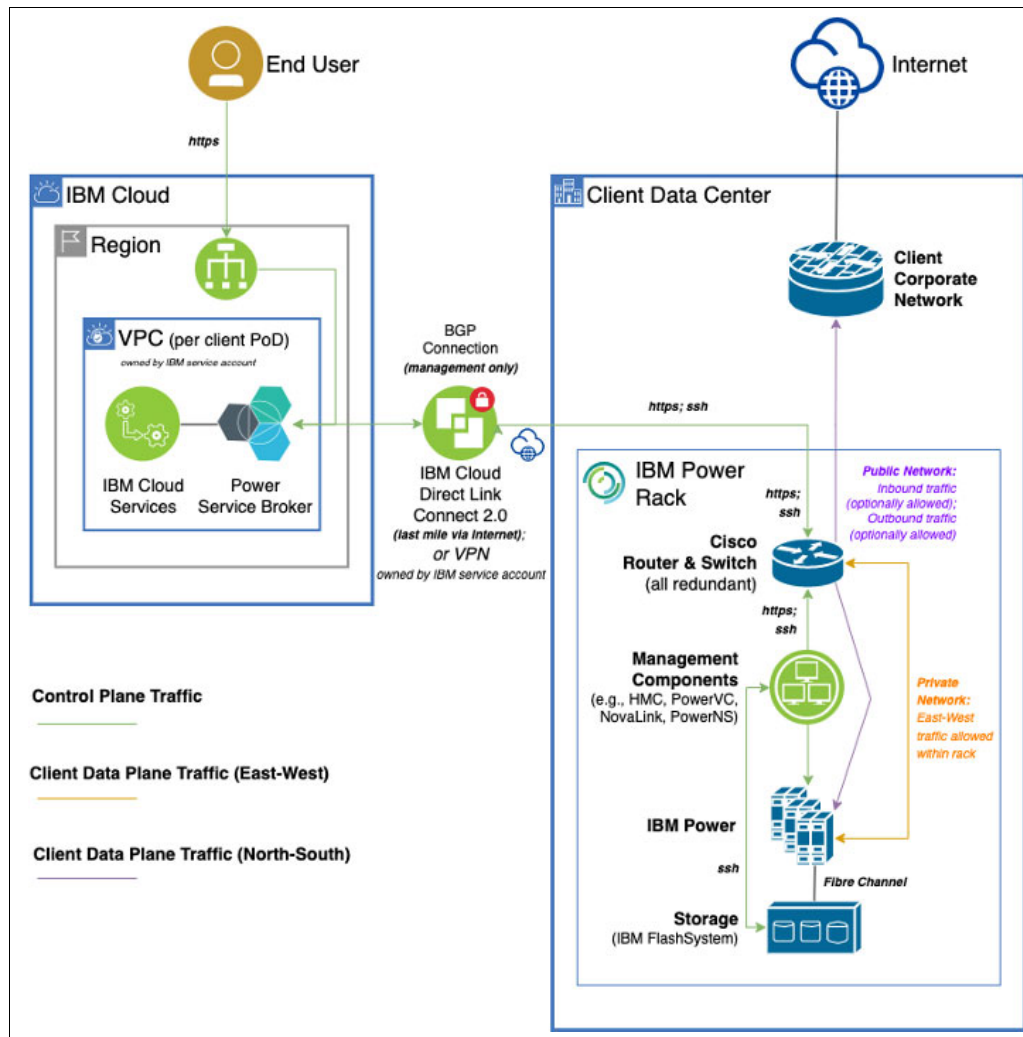 End User
Internet
https
IBM Cloud
Client Data Center
Region
Client
Corporate
Network
VPC (per client PoD)
owned by IBM service account
BGP
Connection
(management only)
https; ssh
IBM Cloud
Services
Power
Service Broker
IBM Cloud
Direct Link
Connect 2.0
(last mile via Internet);
or VPN
owned by IBM service account
IBM Power
Rack
Public Network:
Inbound traffic
(optionally allowed);
Outbound traffic
(optionally allowed)
https;
ssh
Cisco
Router & Switch
(all redundant)
https;
ssh
Management
Components
(e.g., HMC, PowerVC,
NovaLink, PowerNS)
Private
Network:
East-West
traffic allowed
within rack
Control Plane Traffic
Client Data Plane Traffic (East-West)
Client Data Plane Traffic (North-South)
IBM Power
ssh
Fibre Channel
Storage
(IBM FlashSystem)